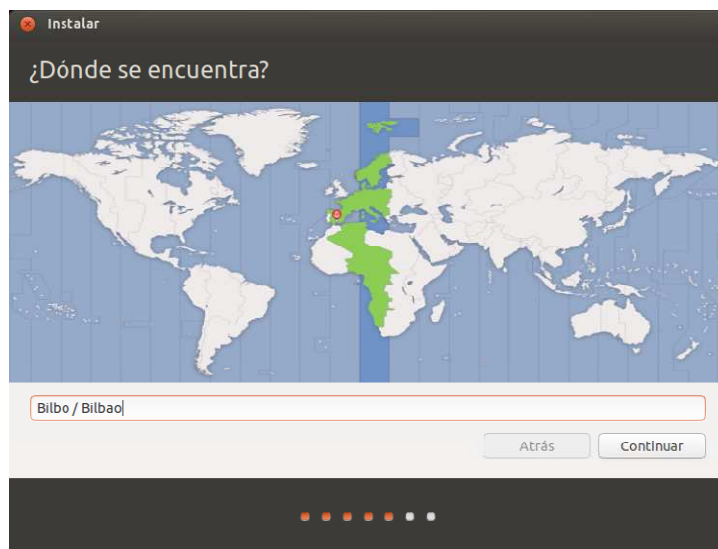 Instalar
¿Dónde se encuentra?
Bilbo / Bilbao
Atrás
Continuar